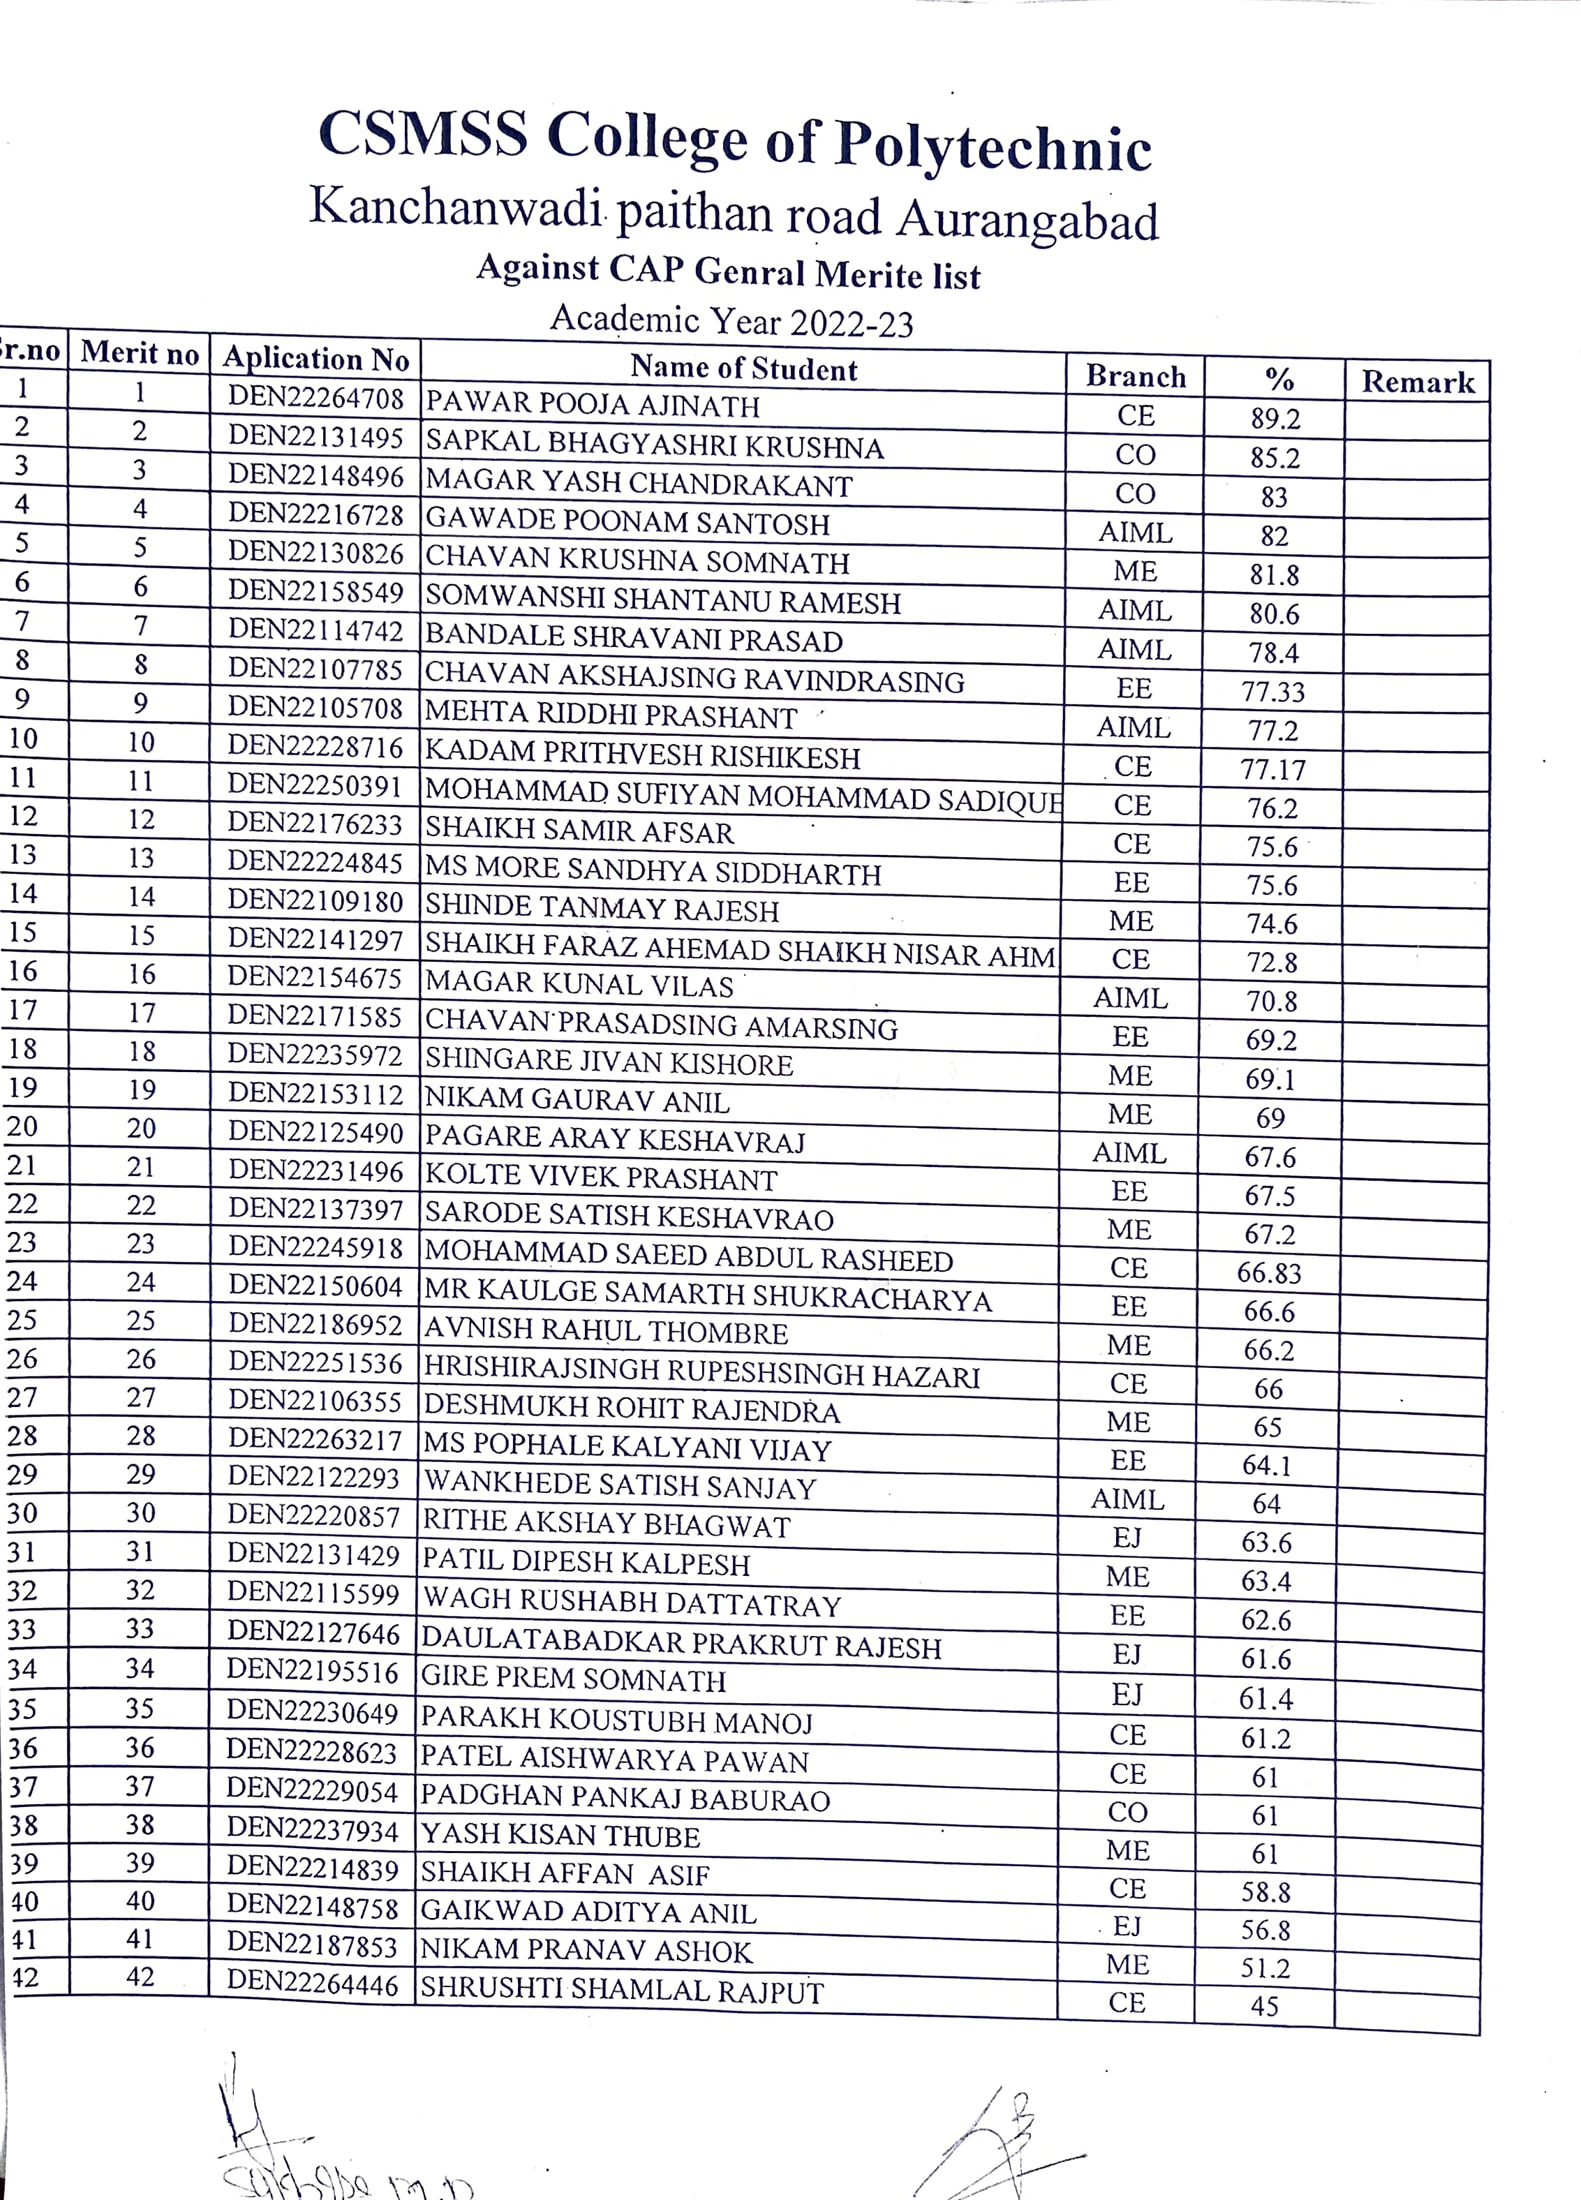 CSMSS College of Polytechnic
Kanchanwadi paithan road Aurangabad
Against CAP Genral Merite list
Academic Year 2022-23
Sr.no Merit no Aplication No Name of Student Branch % Remark
1 1 DEN22264708 PAWAR POOJA AJINATH CE 89.2
2 2 DEN22131495 SAPKAL BHAGYASHRI KRUSHNA CO 85.2
3 3 DEN22148496 MAGAR YASH CHANDRAKANT CO 83
4 4 DEN22216728 GAWADE POONAM SANTOSH AIML 82
5 5 DEN22130826 CHAVAN KRUSHNA SOMNATH ME 81.8
6 6 DEN22158549 SOMWANSHI SHANTANU RAMESH AIML 80.6
7 7 DEN22114742 BANDALE SHRAVANI PRASAD AIML 78.4
8 8 DEN22107785 CHAVAN AKSHAJSING RAVINDRASING EE 77.33
9 9 DEN22105708 MEHTA RIDDHI PRASHANT AIML 77.2
10 10 DEN22228716 KADAM PRITHVESH RISHIKESH CE 77.17
11 11 DEN22250391 MOHAMMAD SUFIYAN MOHAMMAD SADIQUE CE 76.2
12 12 DEN22176233 SHAIKH SAMIR AFSAR CE 75.6
13 13 DEN22224845 MS MORE SANDHYA SIDDHARTH EE 75.6
14 14 DEN22109180 SHINDE TANMAY RAJESH ME 74.6
15 15 DEN22141297 SHAIKH FARAZ AHEMAD SHAIKH NISAR AHM CE 72.8
16 16 DEN22154675 MAGAR KUNAL VILAS AIML 70.8
17 17 DEN22171585 CHAVAN PRASADSING AMARSING EE 69.2
18 18 DEN22235972 SHINGARE JIVAN KISHORE ME 69.1
19 19 DEN22153112 NIKAM GAURAV ANIL ME 69
20 20 DEN22125490 PAGARE ARAY KESHAVRAJ AIML 67.6
21 21 DEN22231496 KOLTE VIVEK PRASHANT EE 67.5
22 22 DEN22137397 SARODE SATISH KESHAVRAO ME 67.2
23 23 DEN22245918 MOHAMMAD SAEED ABDUL RASHEED CE 66.83
24 24 DEN22150604 MR KAULGE SAMARTH SHUKRACHARYA EE 66.6
25 25 DEN22186952 AVNISH RAHUL THOMBRE ME 66.2
26 26 DEN22251536 HRISHIRAJSINGH RUPESHSINGH HAZARI CE 66
27 27 DEN22106355 DESHMUKH ROHIT RAJENDRA ME 65
28 28 DEN22263217 MS POPHALE KALYANI VIJAY EE 64.1
29 29 DEN22122293 WANKHEDE SATISH SANJAY AIML 64
30 30 DEN22220857 RITHE AKSHAY BHAGWAT EJ 63.6
31 31 DEN22131429 PATIL DIPESH KALPESH ME 63.4
32 32 DEN22115599 WAGH RUSHABH DATTATRAY EE 62.6
33 33 DEN22127646 DAULATABADKAR PRAKRUT RAJESH EJ 61.6
34 34 DEN22195516 GIRE PREM SOMNATH EJ 61.4
35 35 DEN22230649 PARAKH KOUSTUBH MANOJ CE 61.2
36 36 DEN22228623 PATEL AISHWARYA PAWAN CE 61
37 37 DEN22229054 PADGHAN PANKAJ BABURAO CO 61
38 38 DEN22237934 YASH KISAN THUBE ME 61
39 39 DEN22214839 SHAIKH AFFAN ASIF CE 58.8
40 40 DEN22148758 GAIKWAD ADITYA ANIL EJ 56.8
41 41 DEN22187853 NIKAM PRANAV ASHOK ME 51.2
42 42 DEN22264446 SHRUSHTI SHAMLAL RAJPUT CE 45